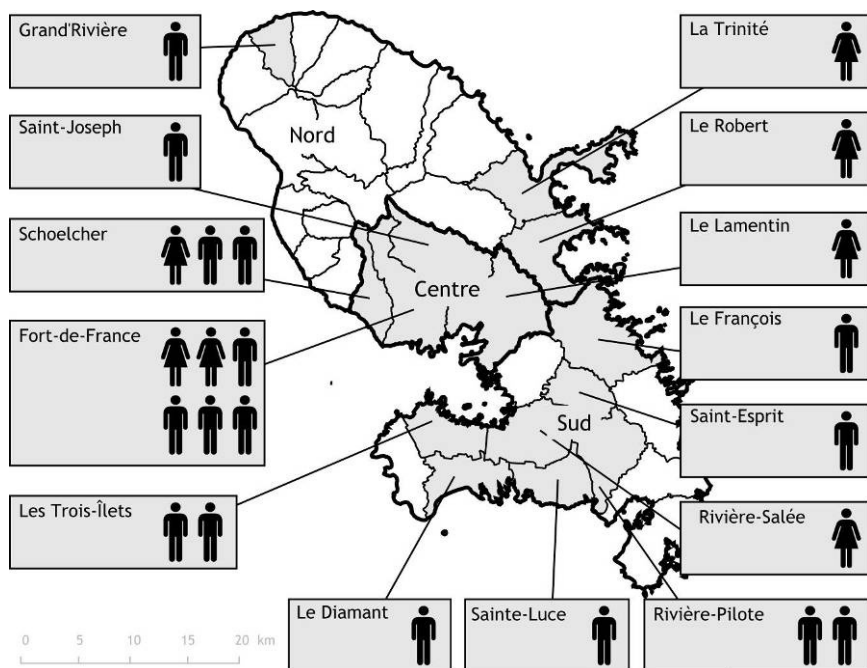 Grand'Rivière
La Trinité
Nord
Saint-Joseph
Le Robert
Schoelcher
Le Lamentin
Centre
Fort-de-France
Le François
Sud
Saint-Esprit
Les Trois-Îlets
Rivière-Salée
Le Diamant
Sainte-Luce
Rivière-Pilote
0 5 10 15 20 km